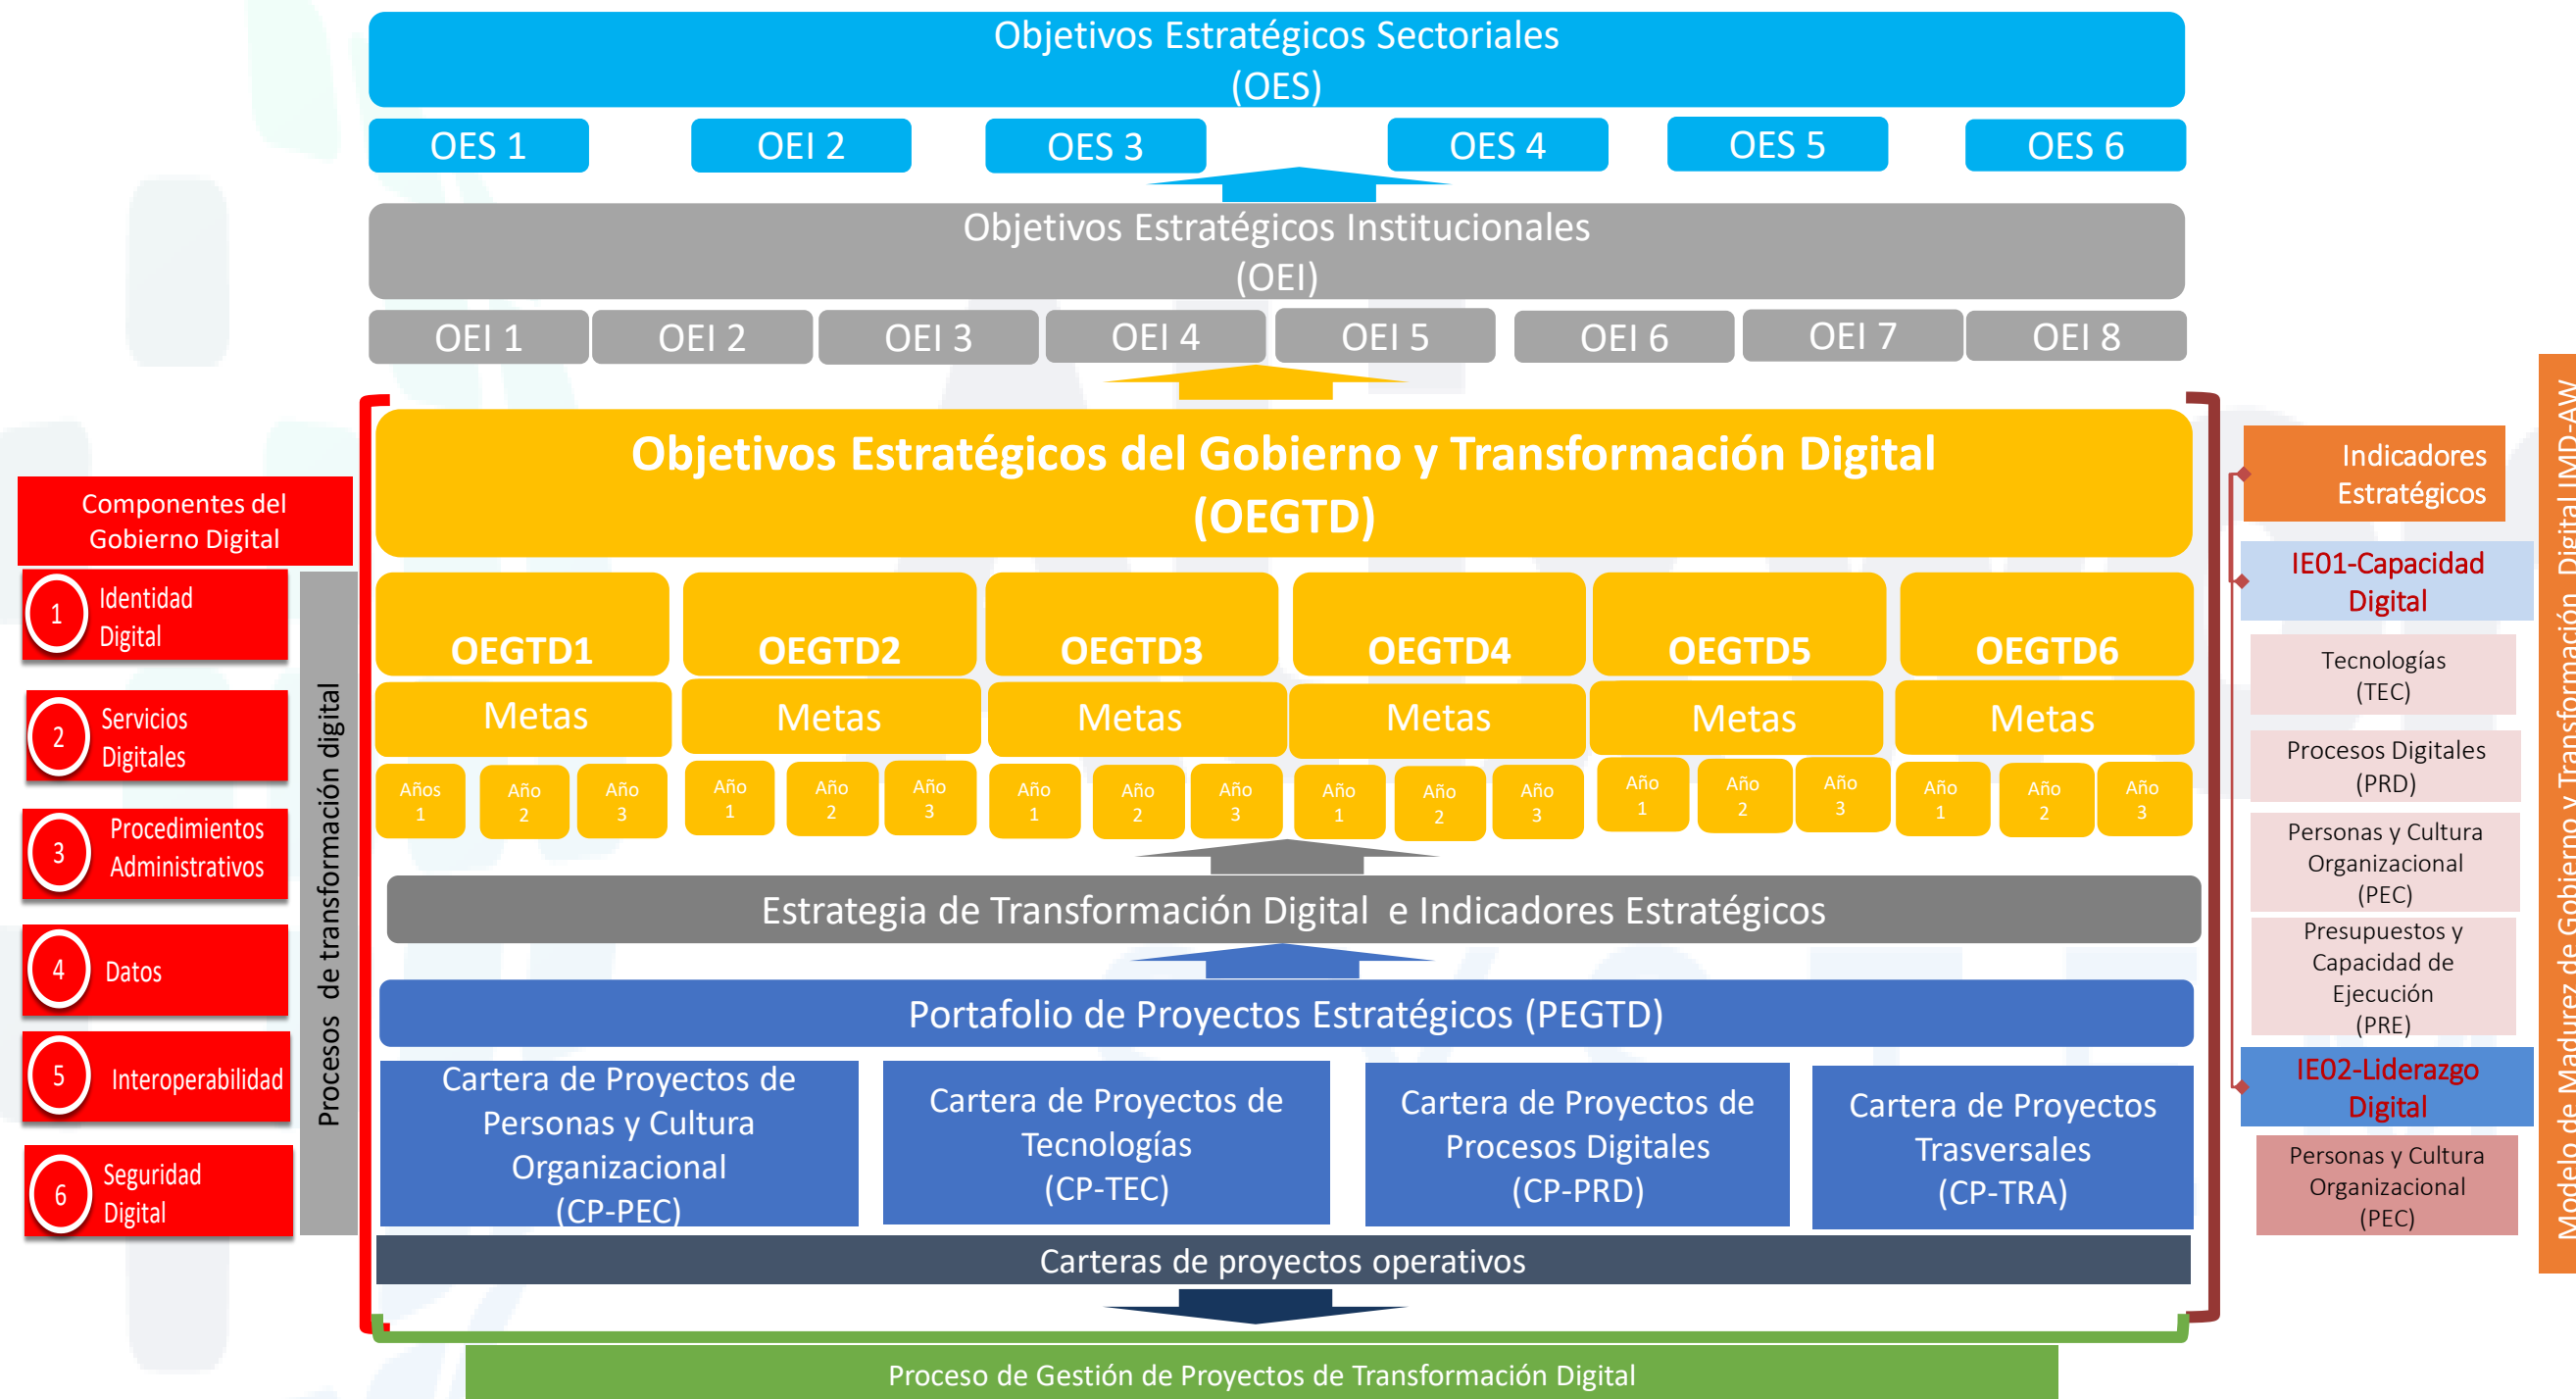 Objetivos Estratégicos Sectoriales
(OES)
OES 1
OEI 2
OES 3
OES 4
OES 5
OES 6
Objetivos Estratégicos Institucionales
(OEI)
OEI 1
OEI 2
OEI 3
OEI 4
OEI 5
OEI 6
OEI 7
OEI 8
Componentes del
Gobierno Digital
1
Identidad
Digital
2
Servicios
Digitales
3
Procedimientos
Administrativos
4
Datos
5
Interoperabilidad
6
Seguridad
Digital
Procesos de transformación digital
Objetivos Estratégicos del Gobierno y Transformación Digital
(OEGTD)
OEGTD1
OEGTD2
OEGTD3
OEGTD4
OEGTD5
OEGTD6
Metas
Metas
Metas
Metas
Metas
Metas
Años
1
Año
2
Año
3
Año
1
Año
2
Año
3
Año
1
Año
2
Año
3
Año
1
Año
2
Año
3
Año
1
Año
2
Año
3
Año
1
Año
2
Año
3
Estrategia de Transformación Digital e Indicadores Estratégicos
Portafolio de Proyectos Estratégicos (PEGTD)
Cartera de Proyectos de
Personas y Cultura
Organizacional
(CP-PEC)
Cartera de Proyectos de
Tecnologías
(CP-TEC)
Cartera de Proyectos de
Procesos Digitales
(CP-PRD)
Cartera de Proyectos
Trasversales
(CP-TRA)
Carteras de proyectos operativos
Proceso de Gestión de Proyectos de Transformación Digital
Indicadores
Estratégicos
IE01-Capacidad
Digital
Tecnologías
(TEC)
Procesos Digitales
(PRD)
Personas y Cultura
Organizacional
(PEC)
Presupuestos y
Capacidad de
Ejecución
(PRE)
IE02-Liderazgo
Digital
Personas y Cultura
Organizacional
(PEC)
Modelo de Madurez de Gobierno y Transformación Digital IMD-AW